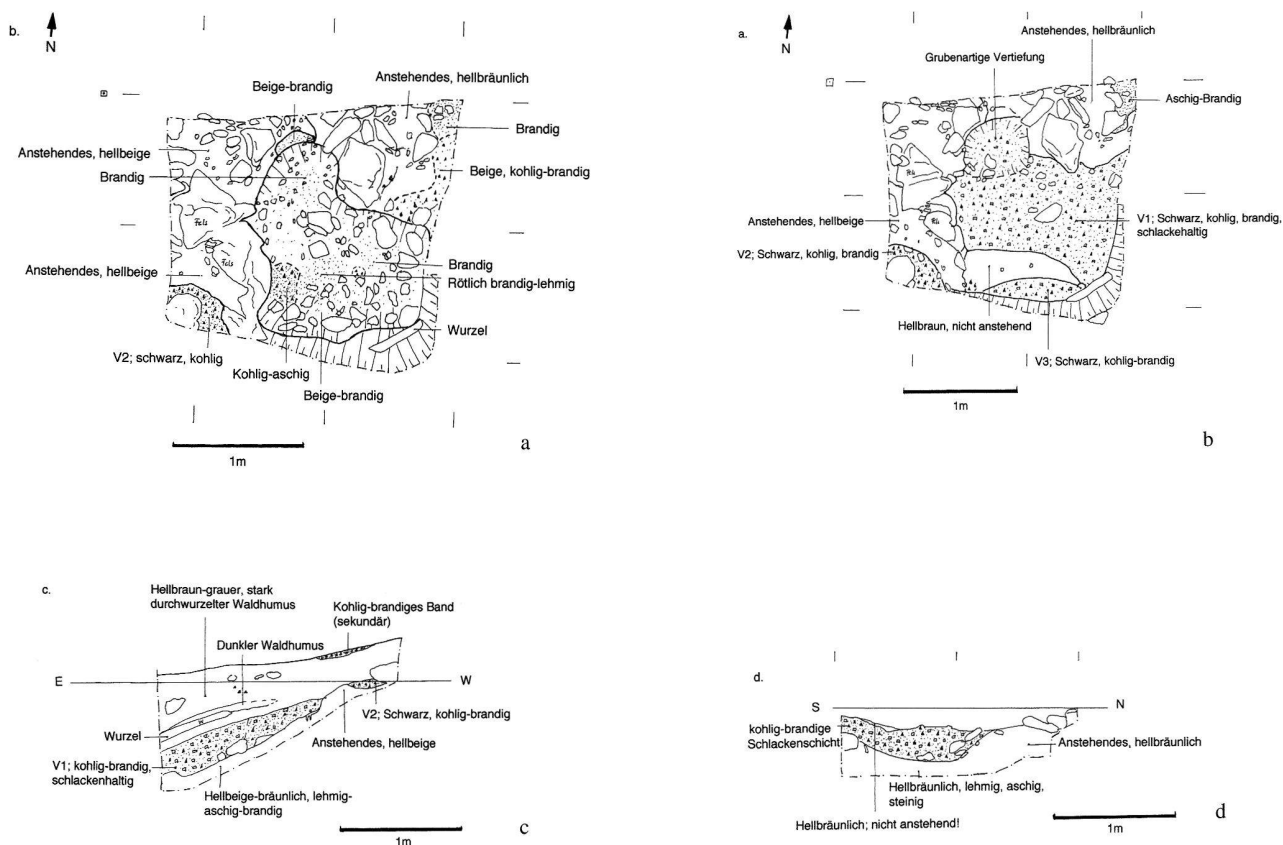 b.
N
Beige-brandig
Anstehendes, hellbräunlich
Brandig
Anstehendes, hellbeige
Beige, kohlig-brandig
Brandig
Fels
Fels
Brandig
Anstehendes, hellbeige
Rötlich brandig-lehmig
Wurzel
V2; schwarz, kohlig
Kohlig-aschig
Beige-brandig
1m
a
a.
N
Anstehendes, hellbräunlich
Grubenartige Vertiefung
Aschig-Brandig
Anstehendes, hellbeige
V1; Schwarz, kohlig, brandig,
schlackehaltig
V2; Schwarz, kohlig, brandig
Hellbraun, nicht anstehend
V3; Schwarz, kohlig-brandig
1m
b
c.
Hellbraun-grauer, stark
durchwurzelter Waldhumus
Kohlig-brandiges Band
(sekundär)
Dunkler Waldhumus
E
W
V2; Schwarz, kohlig-brandig
Wurzel
Anstehendes, hellbeige
V1; kohlig-brandig,
schlackenhaltig
Hellbeige-bräunlich, lehmig-
aschig-brandig
1m
c
d.
S
N
kohlig-brandige
Schlackenschicht
Anstehendes, hellbräunlich
Hellbräunlich, lehmig, aschig,
steinig
Hellbräunlich; nicht anstehend!
1m
d